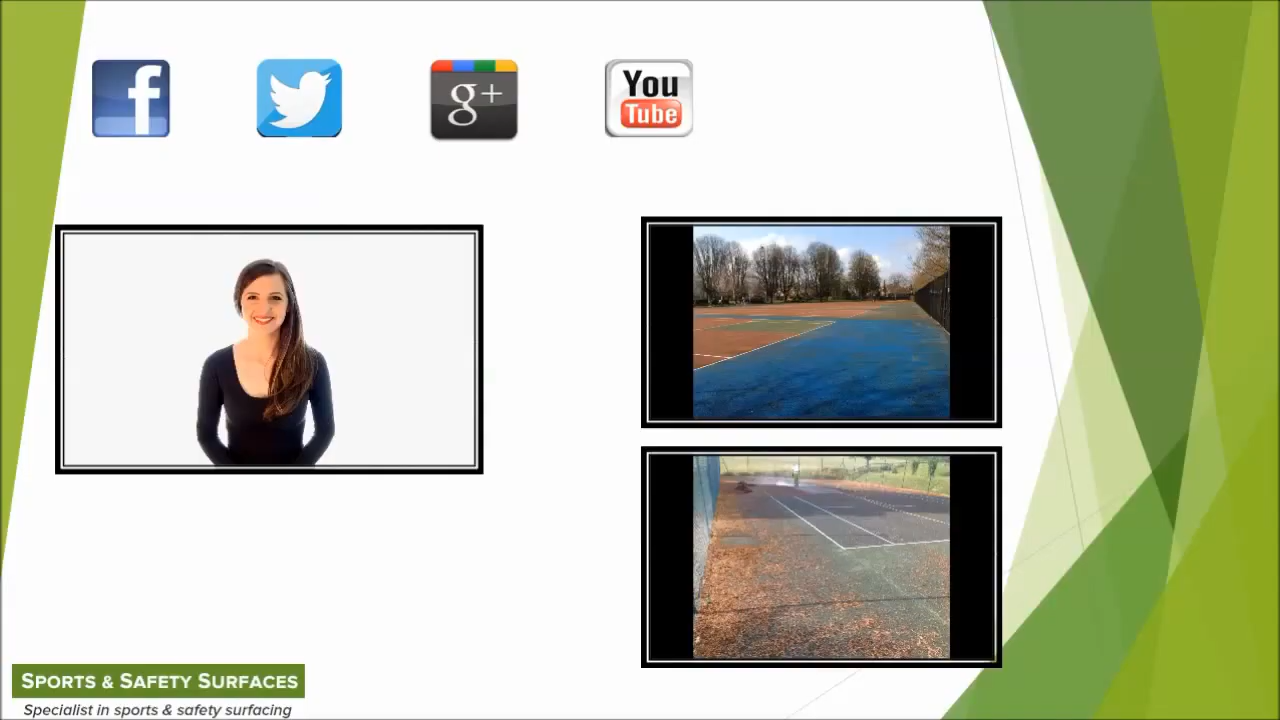 f
g+
You
Tube
SPORTS & SAFETY SURFACES
Specialist in sports & safety surfacing